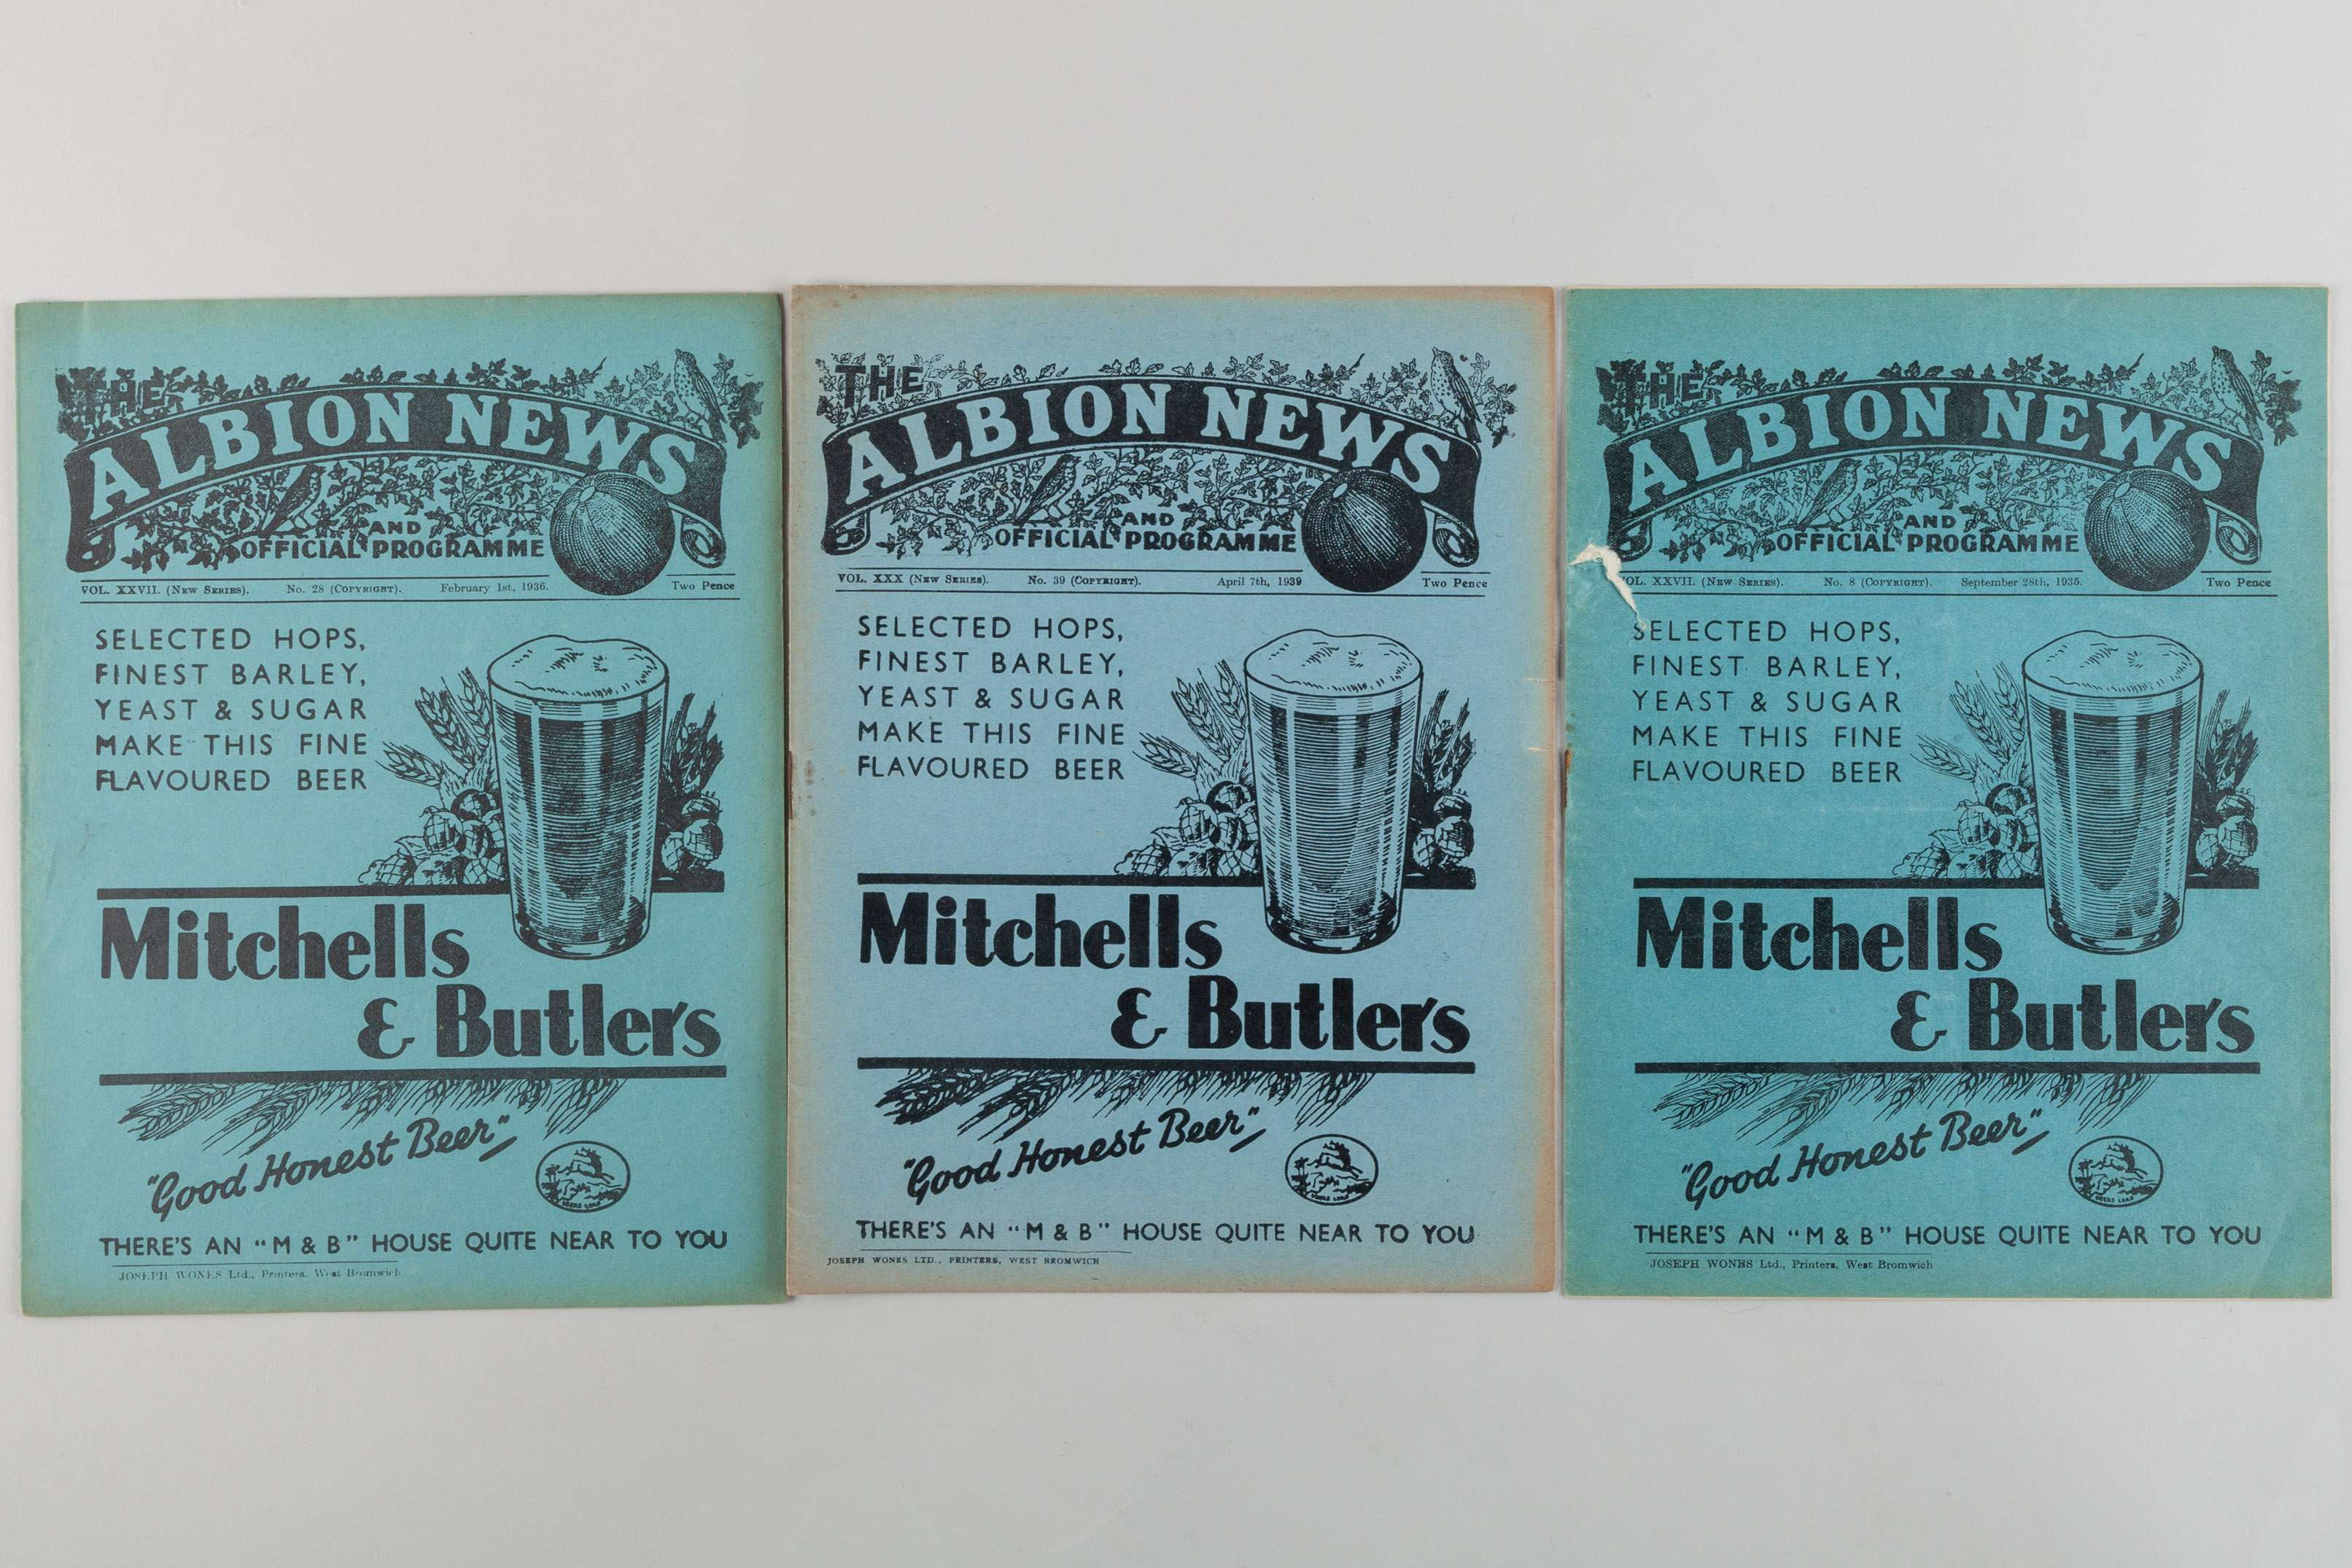 THE
ALBION NEWS
AND
OFFICIAL PROGRAMME
VOL. XXVII. (New Series). No. 28 (Copyright). February 1st, 1936. Two Pence
SELECTED HOPS,
FINEST BARLEY,
YEAST & SUGAR
MAKE THIS FINE
FLAVOURED BEER
Mitchells
& Butlers
"Good Honest Beer"
DEERS LEAP
THERE'S AN "M & B" HOUSE QUITE NEAR TO YOU
JOSEPH WONES Ltd., Printers, West Bromwich
THE
ALBION NEWS
AND
OFFICIAL PROGRAMME
VOL. XXX (New Series). No. 39 (Copyright). April 7th, 1939 Two Pence
SELECTED HOPS,
FINEST BARLEY,
YEAST & SUGAR
MAKE THIS FINE
FLAVOURED BEER
Mitchells
& Butlers
"Good Honest Beer"
DEERS LEAP
THERE'S AN "M & B" HOUSE QUITE NEAR TO YOU
JOSEPH WONES LTD., PRINTERS, WEST BROMWICH
THE
ALBION NEWS
AND
OFFICIAL PROGRAMME
VOL. XXVII. (New Series). No. 8 (Copyright). September 28th, 1935. Two Pence
SELECTED HOPS,
FINEST BARLEY,
YEAST & SUGAR
MAKE THIS FINE
FLAVOURED BEER
Mitchells
& Butlers
"Good Honest Beer"
DEERS LEAP
THERE'S AN "M & B" HOUSE QUITE NEAR TO YOU
JOSEPH WONES Ltd., Printers, West Bromwich